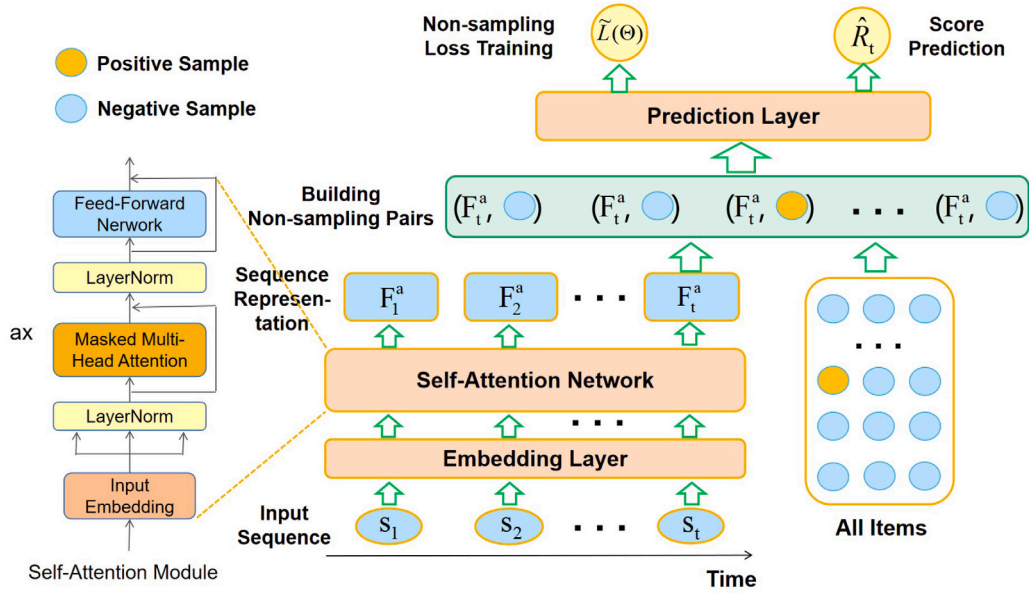 Non-sampling
Loss Training
L̃(Θ)
R̂t
Score
Prediction
Positive Sample
Negative Sample
Prediction Layer
Building
Non-sampling Pairs
(Fₜᵃ, ) (Fₜᵃ, ) (Fₜᵃ, ) ... (Fₜᵃ, )
Feed-Forward
Nerwork
LayerNorm
ax
Masked Multi-
Head Attention
LayerNorm
Input
Embedding
Self-Attention Module
Sequence
Represen-
tation
F₁ᵃ F₂ᵃ ... Fₜᵃ
Self-Attention Network
...
Embedding Layer
Input
Sequence
S₁ S₂ ... Sₜ
Time
...
All Items